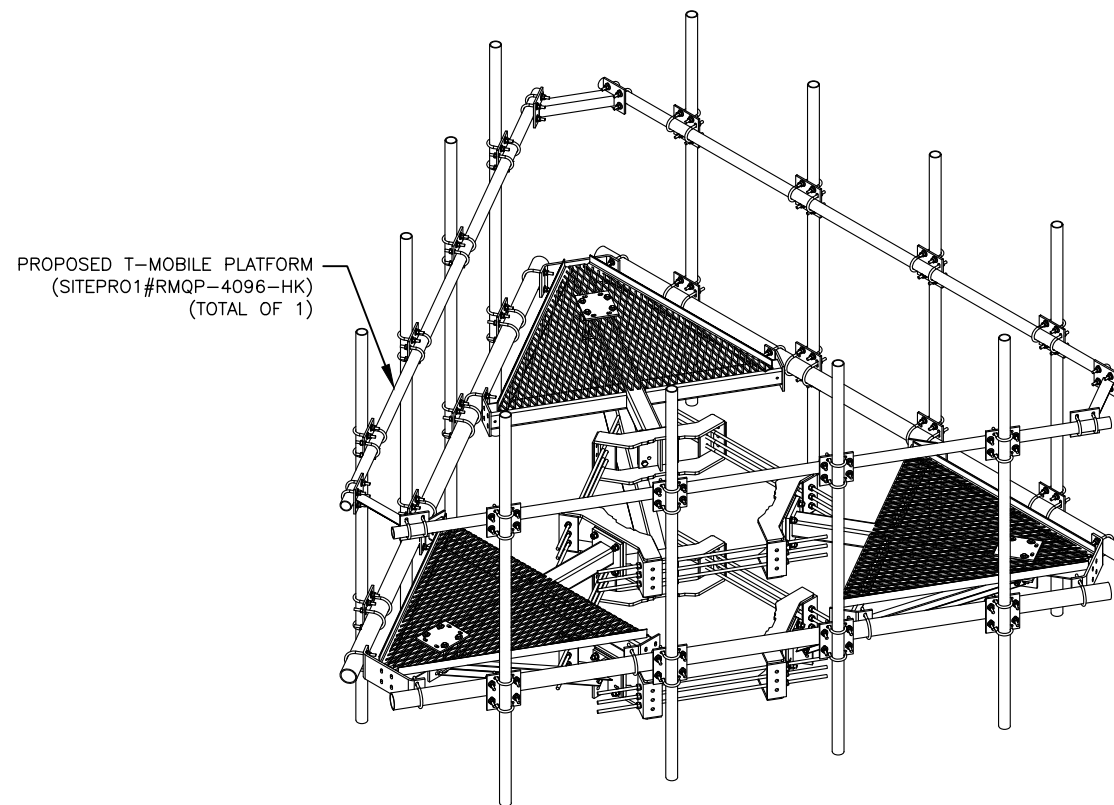 PROPOSED T-MOBILE PLATFORM
(SITEPRO1#RMQP-4096-HK)
(TOTAL OF 1)